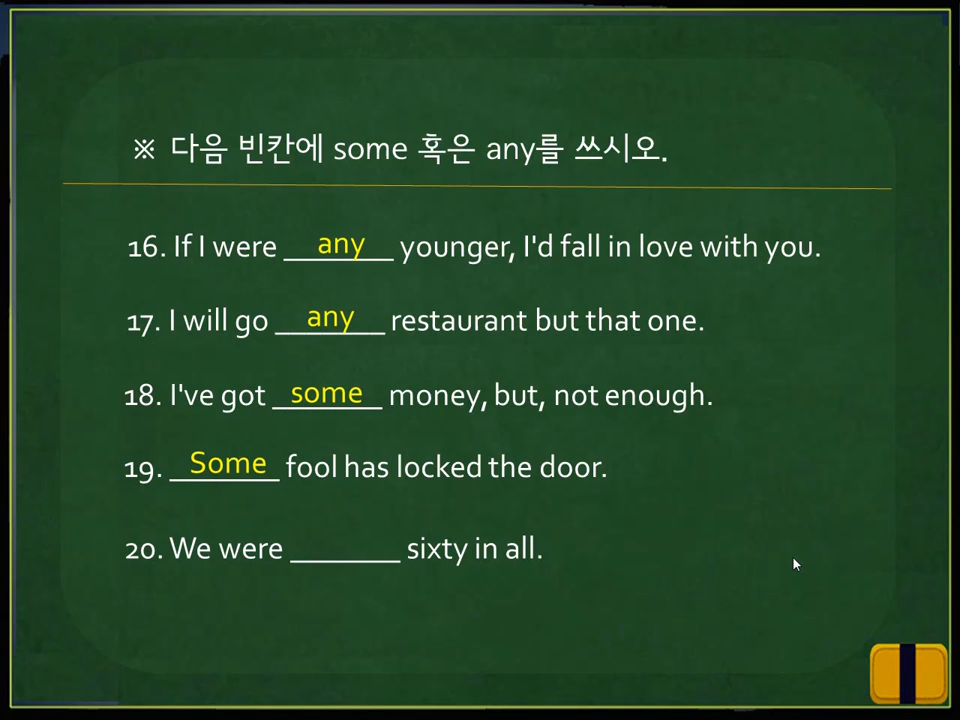 ※ 다음 빈칸에 some 혹은 any를 쓰시오.
16. If I were any younger, I'd fall in love with you.
17. I will go any restaurant but that one.
18. I've got some money, but, not enough.
19. Some fool has locked the door.
20. We were _______ sixty in all.